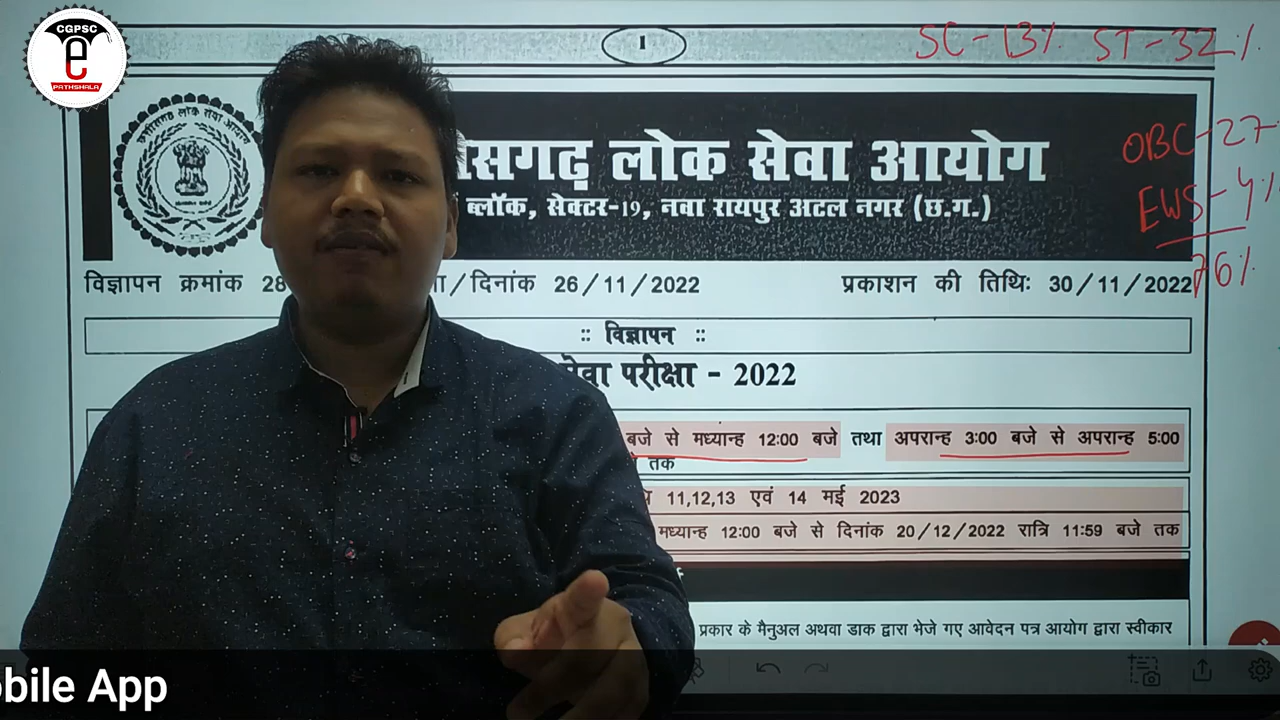 CGPSC
e
PATHSHALA
1
SC-13% ST-32%
छत्तीसगढ़ लोक सेवा आयोग
सगढ़ लोक सेवा आयोग
OBC-27
ब्लॉक, सेक्टर-19, नवा रायपुर अटल नगर (छ.ग.)
EWS-4%
76%
विज्ञापन क्रमांक 28 / दिनांक 26/11/2022 प्रकाशन की तिथिः 30/11/2022
:: विज्ञापन ::
सेवा परीक्षा - 2022
बजे से मध्यान्ह 12:00 बजे तथा अपरान्ह 3:00 बजे से अपरान्ह 5:00
तक
11,12,13 एवं 14 मई 2023
मध्यान्ह 12:00 बजे से दिनांक 20/12/2022 रात्रि 11:59 बजे तक
प्रकार के मैनुअल अथवा डाक द्वारा भेजे गए आवेदन पत्र आयोग द्वारा स्वीकार
obile App